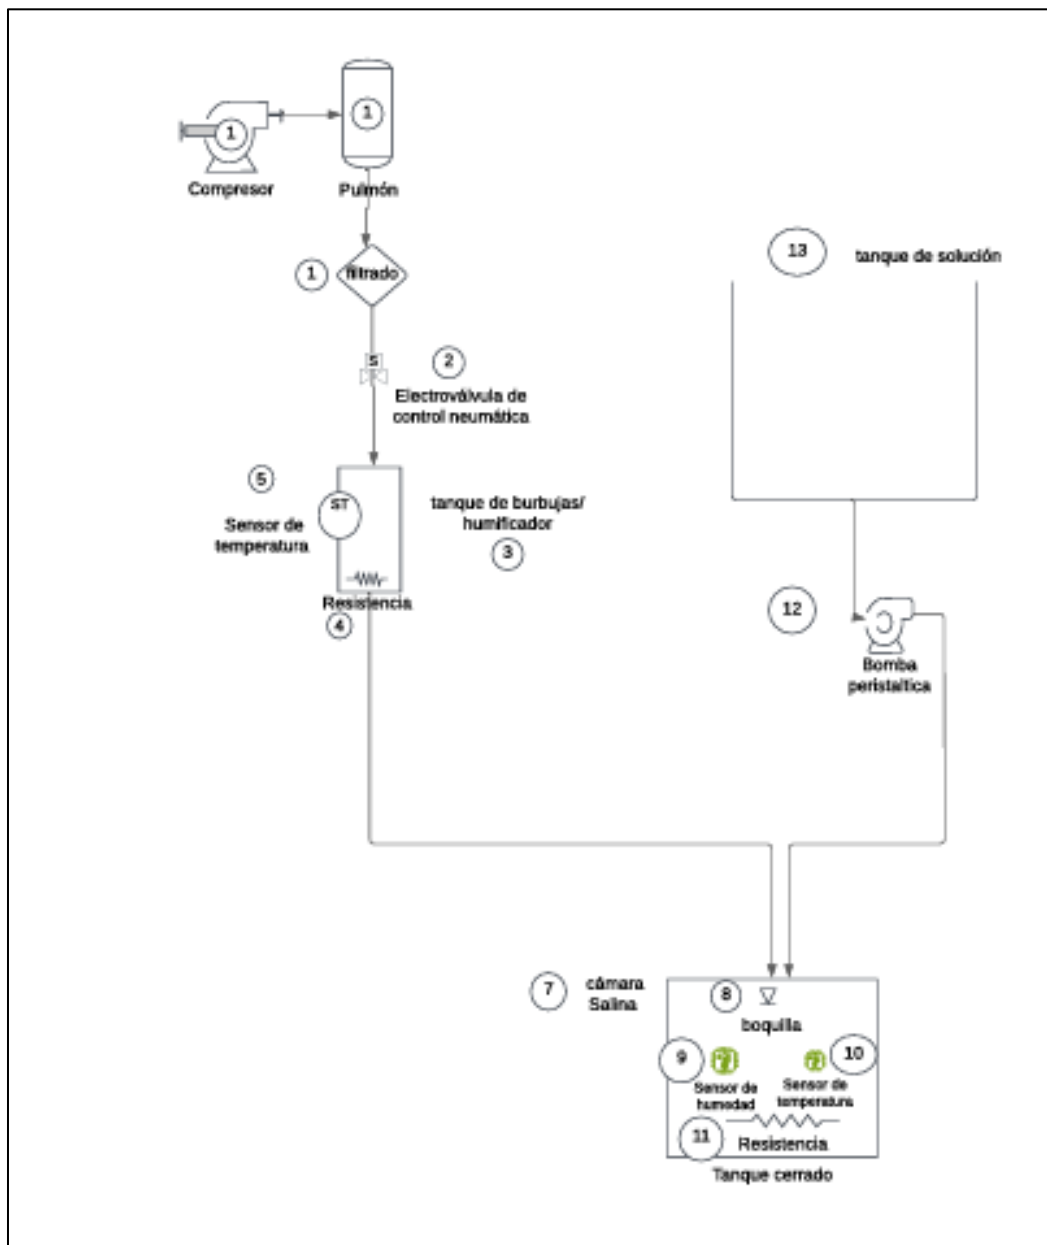 1
1
Compresor
Pulmón
1
filtrado
13
tanque de solución
S
2
Electroválvula de
control neumática
5
ST
Sensor de
temperatura
tanque de burbujas/
humificador
3
Resistencia
4
12
Bomba
peristaltica
7
cámara
Salina
8
boquilla
9
10
Sensor de
humedad
Sensor de
temperatura
11
Resistencia
Tanque cerrado